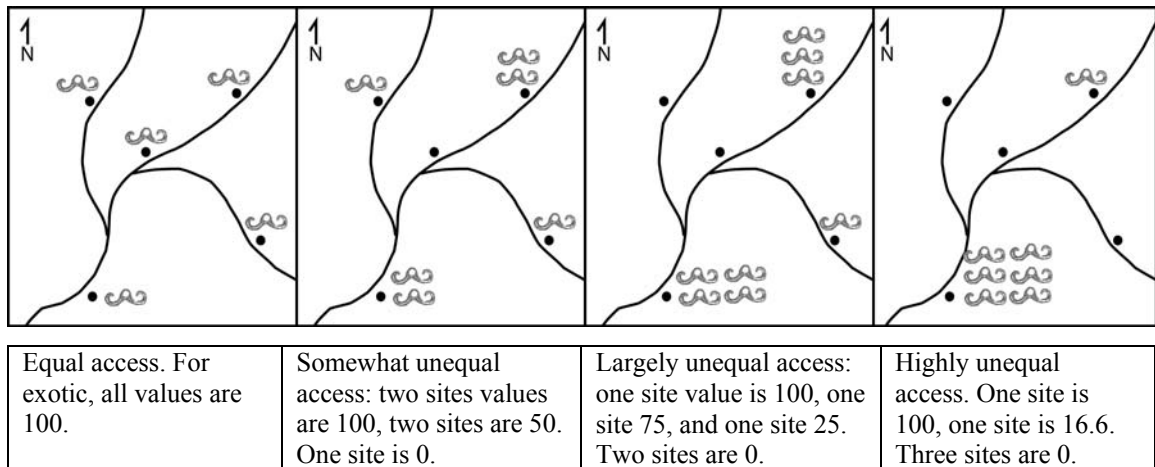 N
N
N
N
Equal access. For
exotic, all values are
100.
Somewhat unequal
access: two sites values
are 100, two sites are 50.
One site is 0.
Largely unequal access:
one site value is 100, one
site 75, and one site 25.
Two sites are 0.
Highly unequal
access. One site is
100, one site is 16.6.
Three sites are 0.